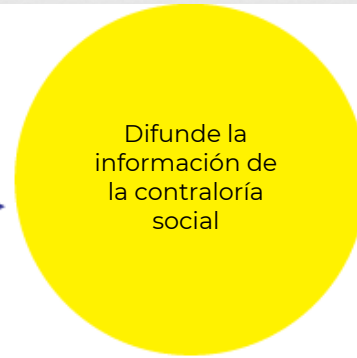 Difunde la
información de
la contraloría
social